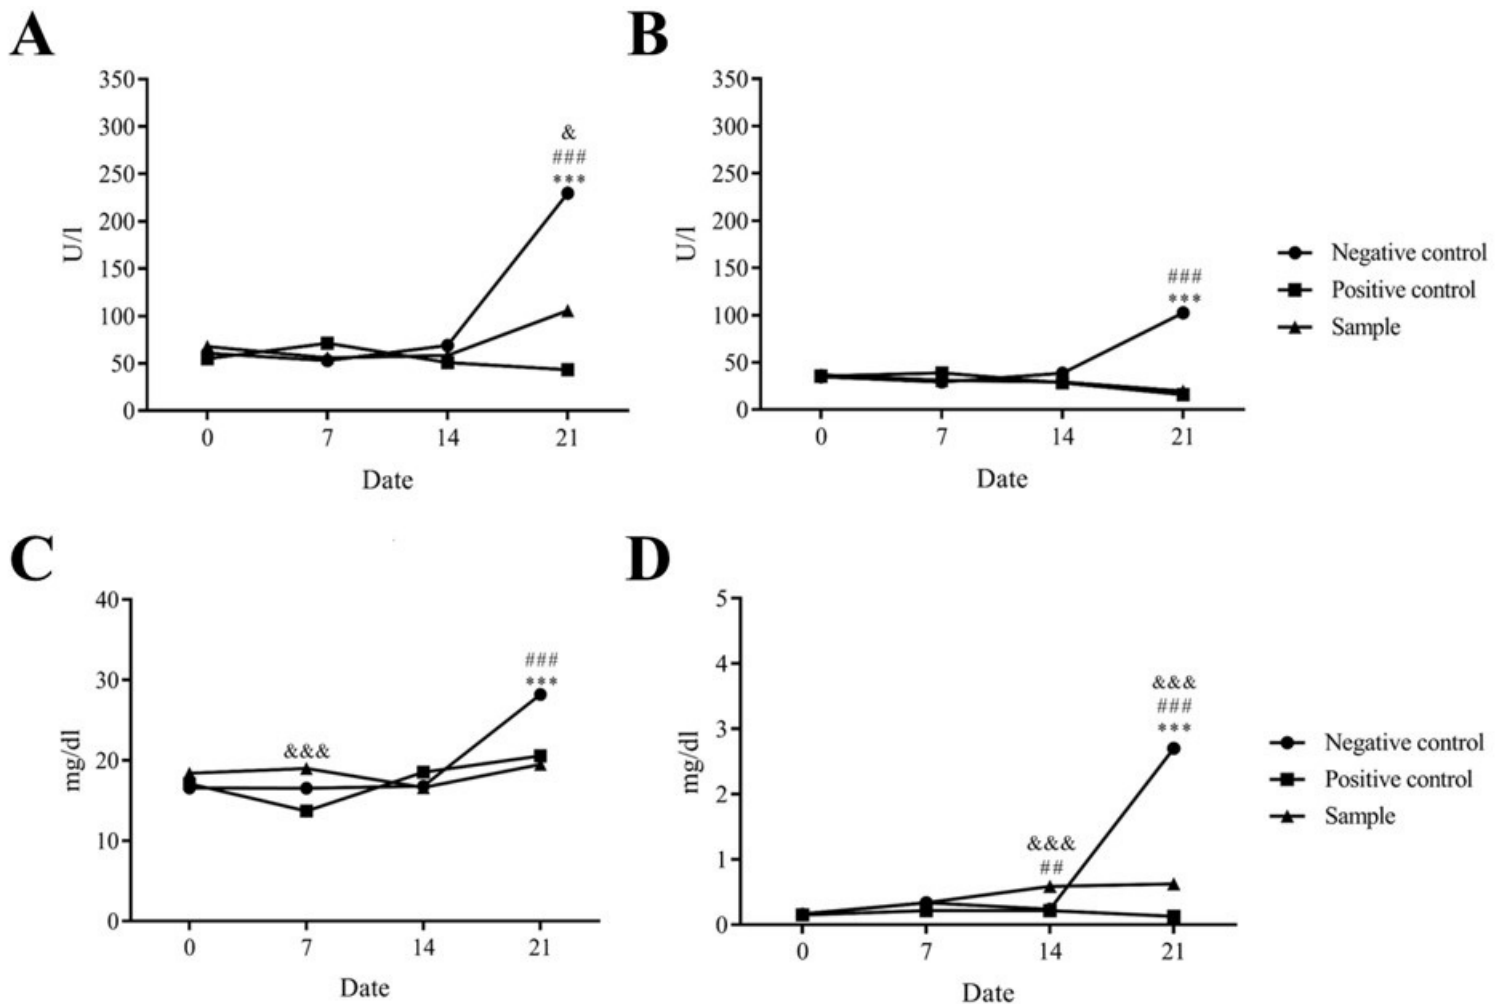 A
350
300
250
200
150
100
50
0
U/l
&
###
***
0 7 14 21
Date
B
350
300
250
200
150
100
50
0
U/l
###
***
0 7 14 21
Date
Negative control
Positive control
Sample
C
40
30
20
10
0
mg/dl
&&&
###
***
0 7 14 21
Date
D
5
4
3
2
1
0
mg/dl
&&&
##
&&&
###
***
0 7 14 21
Date
Negative control
Positive control
Sample